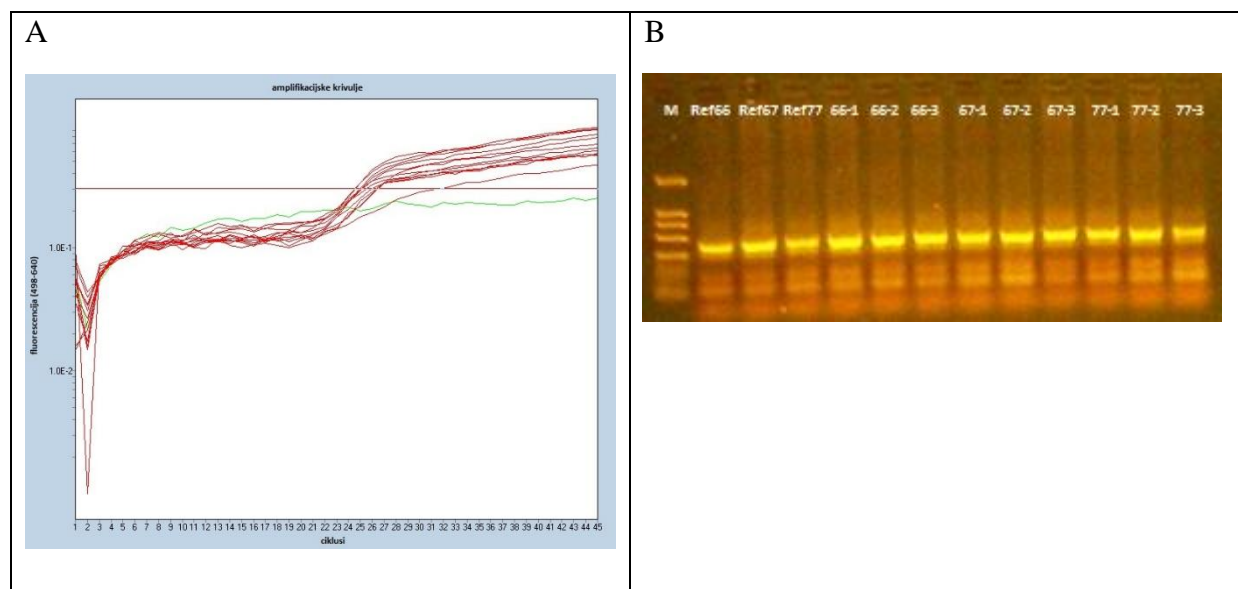 A
amplifikacijske krivulje
fluorescencija (498-640)
1.0E-1
1.0E-2
1 2 3 4 5 6 7 8 9 10 11 12 13 14 15 16 17 18 19 20 21 22 23 24 25 26 27 28 29 30 31 32 33 34 35 36 37 38 39 40 41 42 43 44 45
ciklusi
B
M Ref66 Ref67 Ref77 66-1 66-2 66-3 67-1 67-2 67-3 77-1 77-2 77-3